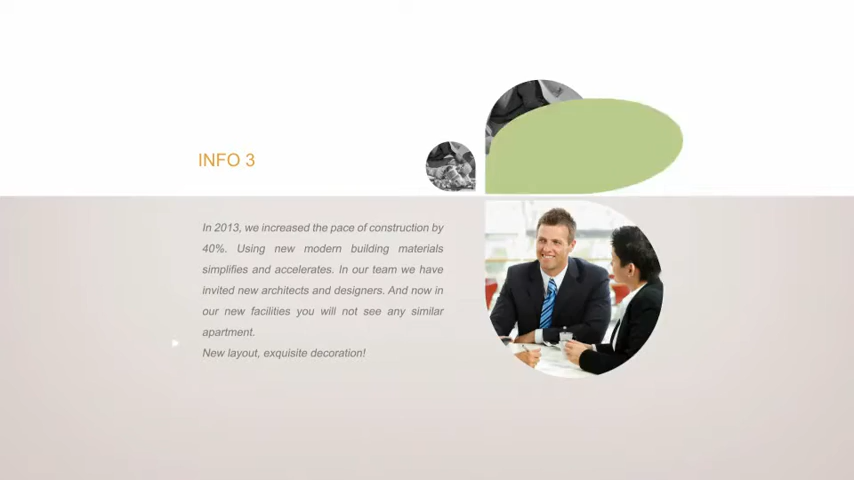 INFO 3
In 2013, we increased the pace of construction by
40%. Using new modern building materials
simplifies and accelerates. In our team we have
invited new architects and designers. And now in
our new facilities you will not see any similar
apartment.
New layout, exquisite decoration!